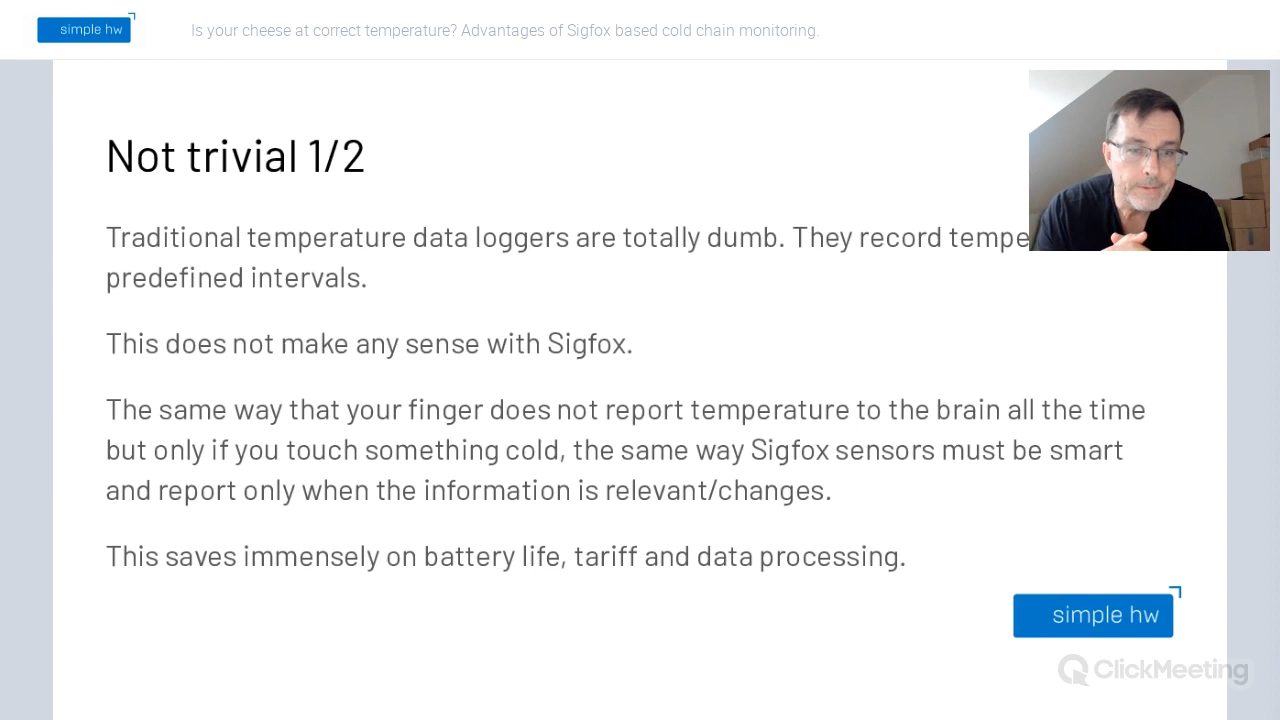 simple hw
Is your cheese at correct temperature? Advantages of Sigfox based cold chain monitoring.
Not trivial 1/2
Traditional temperature data loggers are totally dumb. They record
predefined intervals.
This does not make any sense with Sigfox.
The same way that your finger does not report temperature to the brain all the time
but only if you touch something cold, the same way Sigfox sensors must be smart
and report only when the information is relevant/changes.
This saves immensely on battery life, tariff and data processing.
simple hw
ClickMeeting